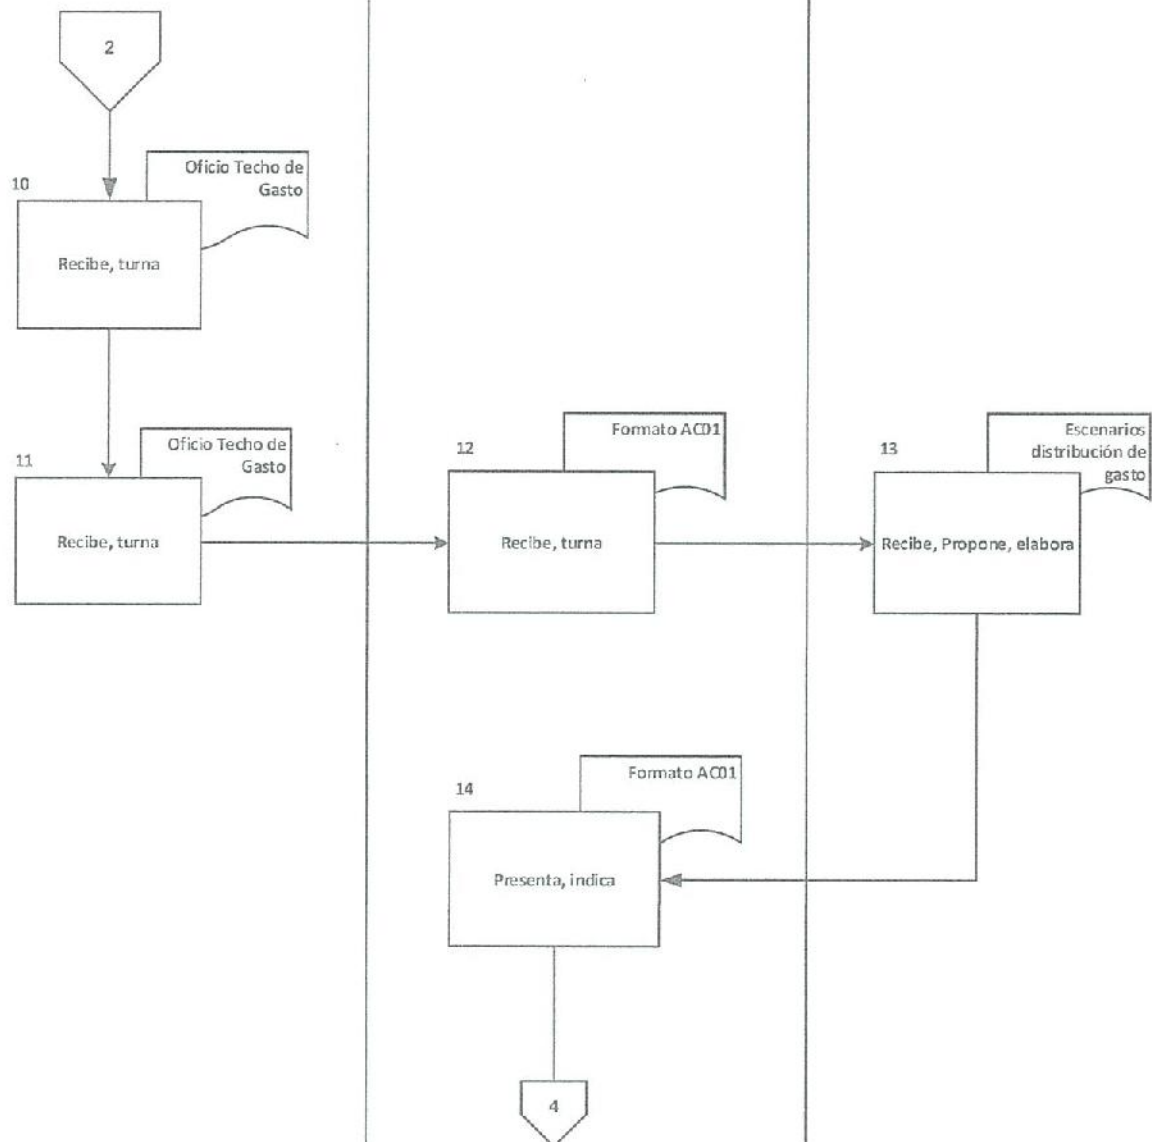 2
10
Oficio Techo de
Gasto
Recibe, turna
11
Oficio Techo de
Gasto
Recibe, turna
12
Formato AC01
Recibe, turna
13
Escenarios
distribución de
gasto
Recibe, Propone, elabora
14
Formato AC01
Presenta, indica
4